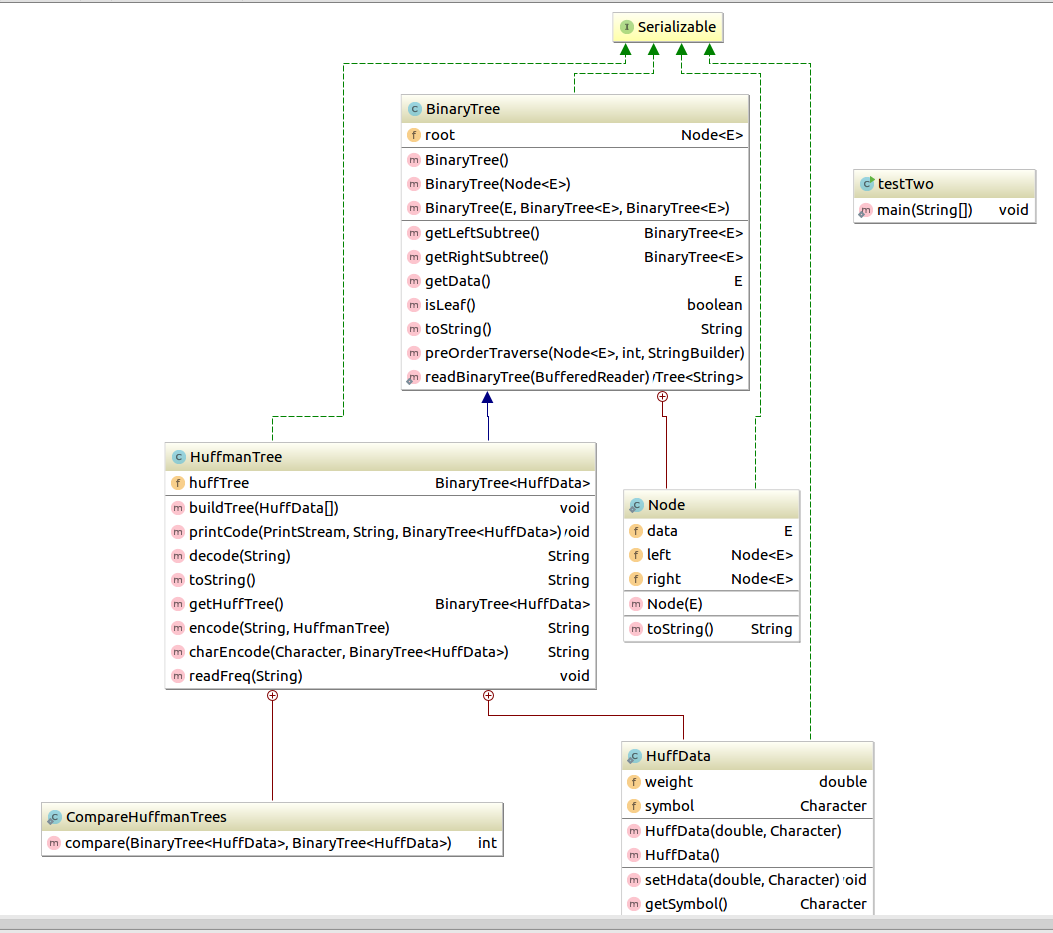 Serializable
BinaryTree
root Node<E>
BinaryTree()
BinaryTree(Node<E>)
BinaryTree(E, BinaryTree<E>, BinaryTree<E>)
getLeftSubtree() BinaryTree<E>
getRightSubtree() BinaryTree<E>
getData() E
isLeaf() boolean
toString() String
preOrderTraverse(Node<E>, int, StringBuilder)
readBinaryTree(BufferedReader) Tree<String>
testTwo
main(String[]) void
HuffmanTree
huffTree BinaryTree<HuffData>
buildTree(HuffData[]) void
printCode(PrintStream, String, BinaryTree<HuffData>) void
decode(String) String
toString() String
getHuffTree() BinaryTree<HuffData>
encode(String, HuffmanTree) String
charEncode(Character, BinaryTree<HuffData>) String
readFreq(String) void
Node
data E
left Node<E>
right Node<E>
Node(E)
toString() String
CompareHuffmanTrees
compare(BinaryTree<HuffData>, BinaryTree<HuffData>) int
HuffData
weight double
symbol Character
HuffData(double, Character)
HuffData()
setHdata(double, Character) void
getSymbol() Character